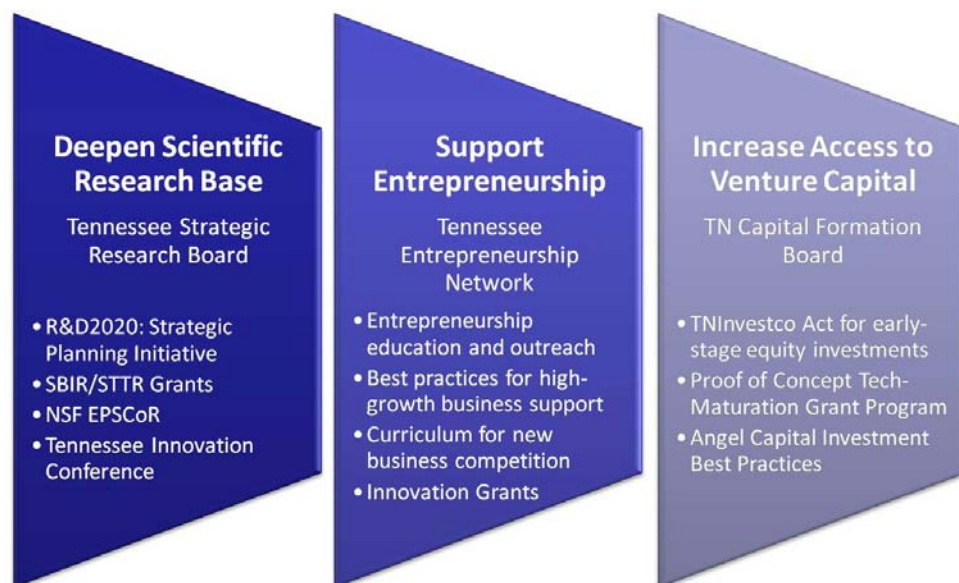 Deepen Scientific
Research Base
Tennessee Strategic
Research Board
• R&D2020: Strategic
Planning Initiative
• SBIR/STTR Grants
• NSF EPSCoR
• Tennessee Innovation
Conference
Support
Entrepreneurship
Tennessee
Entrepreneurship
Network
• Entrepreneurship
education and outreach
• Best practices for high-
growth business support
• Curriculum for new
business competition
• Innovation Grants
Increase Access to
Venture Capital
TN Capital Formation
Board
• TNInvestco Act for early-
stage equity investments
• Proof of Concept Tech-
Maturation Grant Program
• Angel Capital Investment
Best Practices